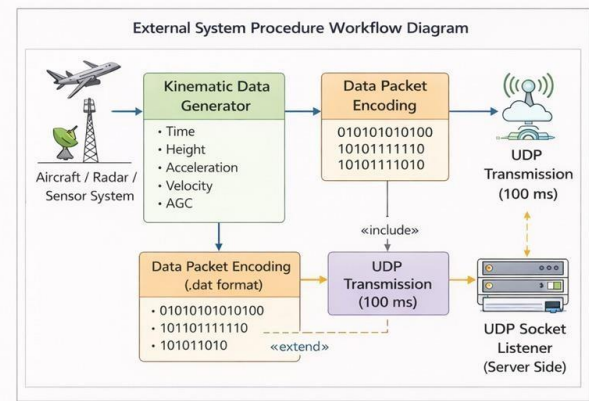 External System Procedure Workflow Diagram
Aircraft / Radar /
Sensor System
Kinematic Data
Generator
• Time
• Height
• Acceleration
• Velocity
• AGC
Data Packet
Encoding
010101010100
10101111110
10101111010
UDP
Transmission
(100 ms)
«include»
Data Packet Encoding
(.dat format)
• 01010101010100
• 101101111110
• 101011010
«extend»
UDP
Transmission
(100 ms)
UDP Socket
Listener
(Server Side)